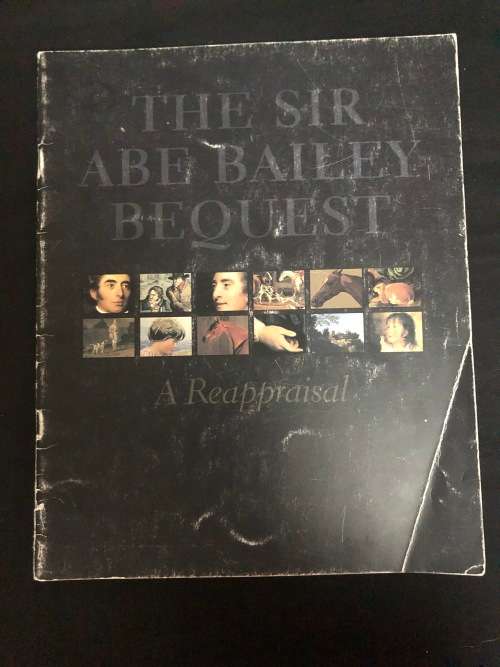 THE SIR
ABE BAILEY
BEQUEST
A Reappraisal